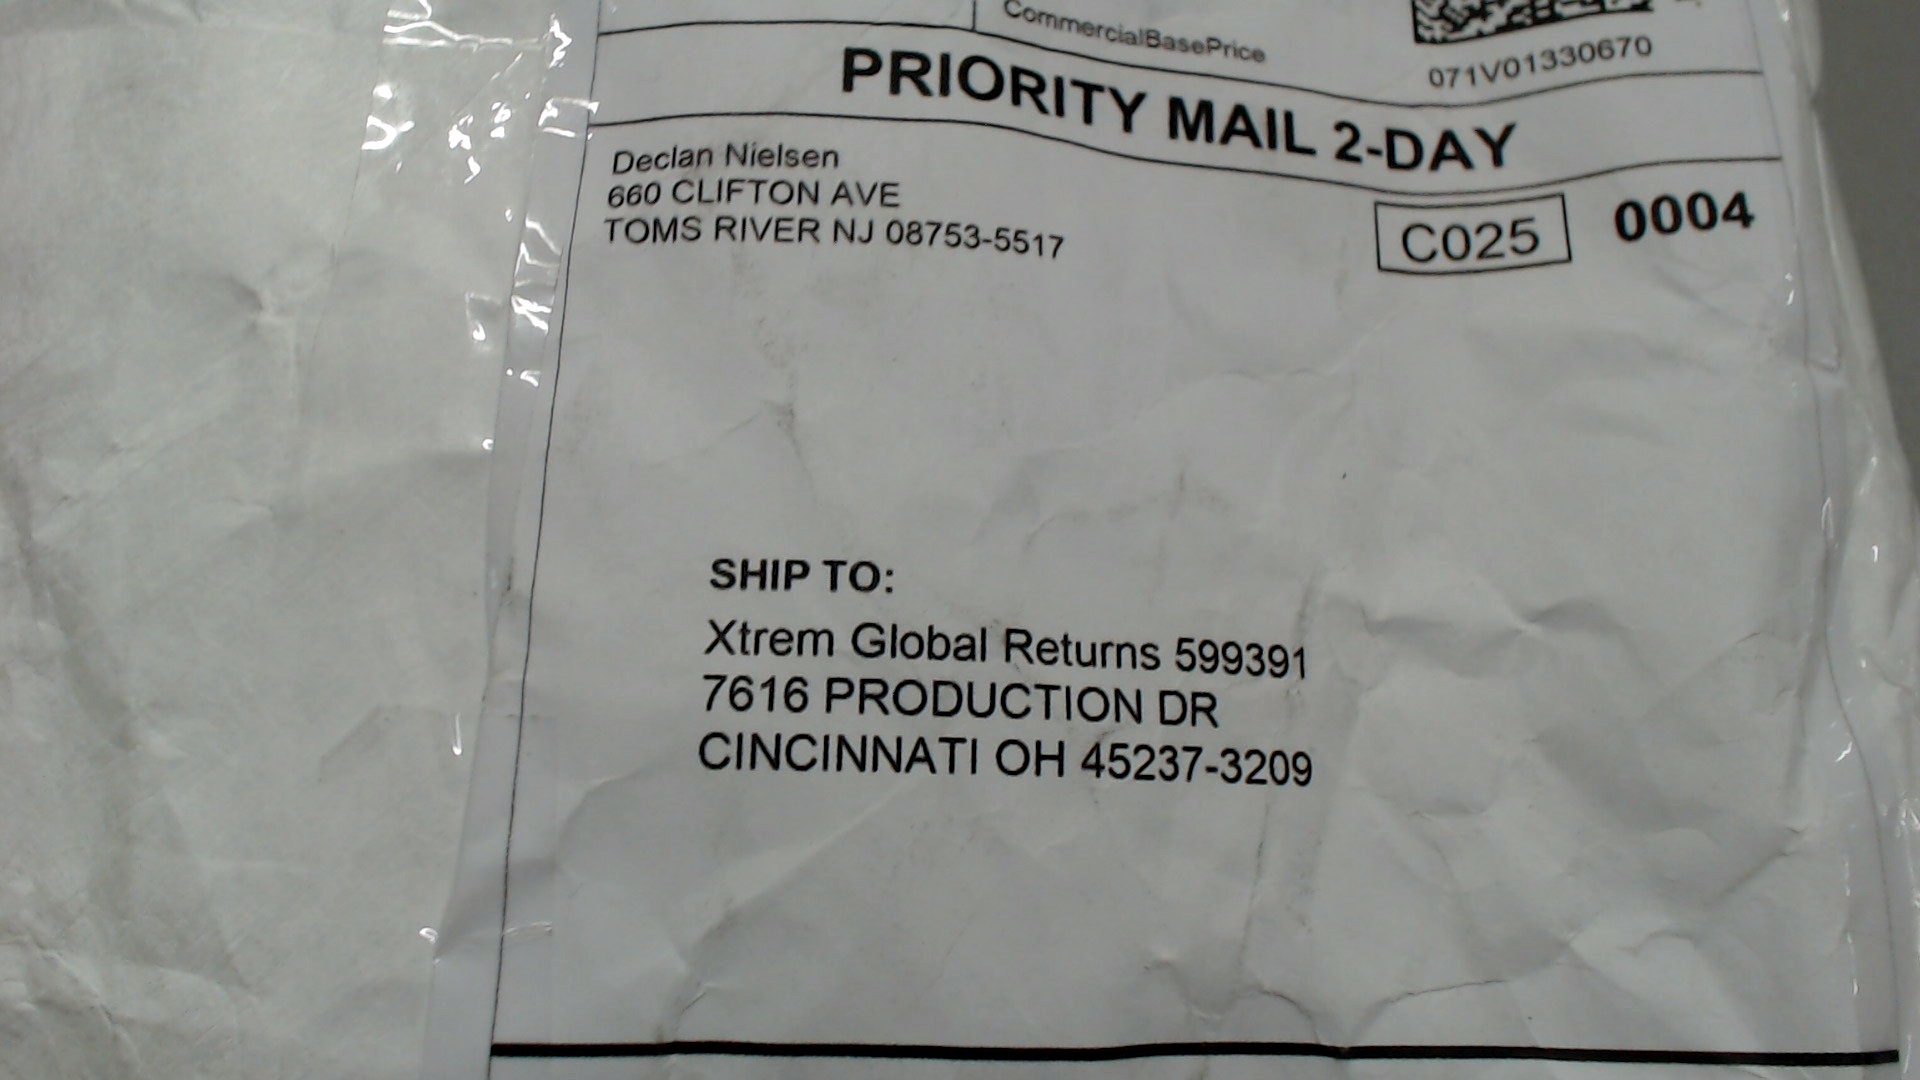 CommercialBasePrice
071V01330670
PRIORITY MAIL 2-DAY
Declan Nielsen
660 CLIFTON AVE
TOMS RIVER NJ 08753-5517
C025
0004
SHIP TO:
Xtrem Global Returns 599391
7616 PRODUCTION DR
CINCINNATI OH 45237-3209